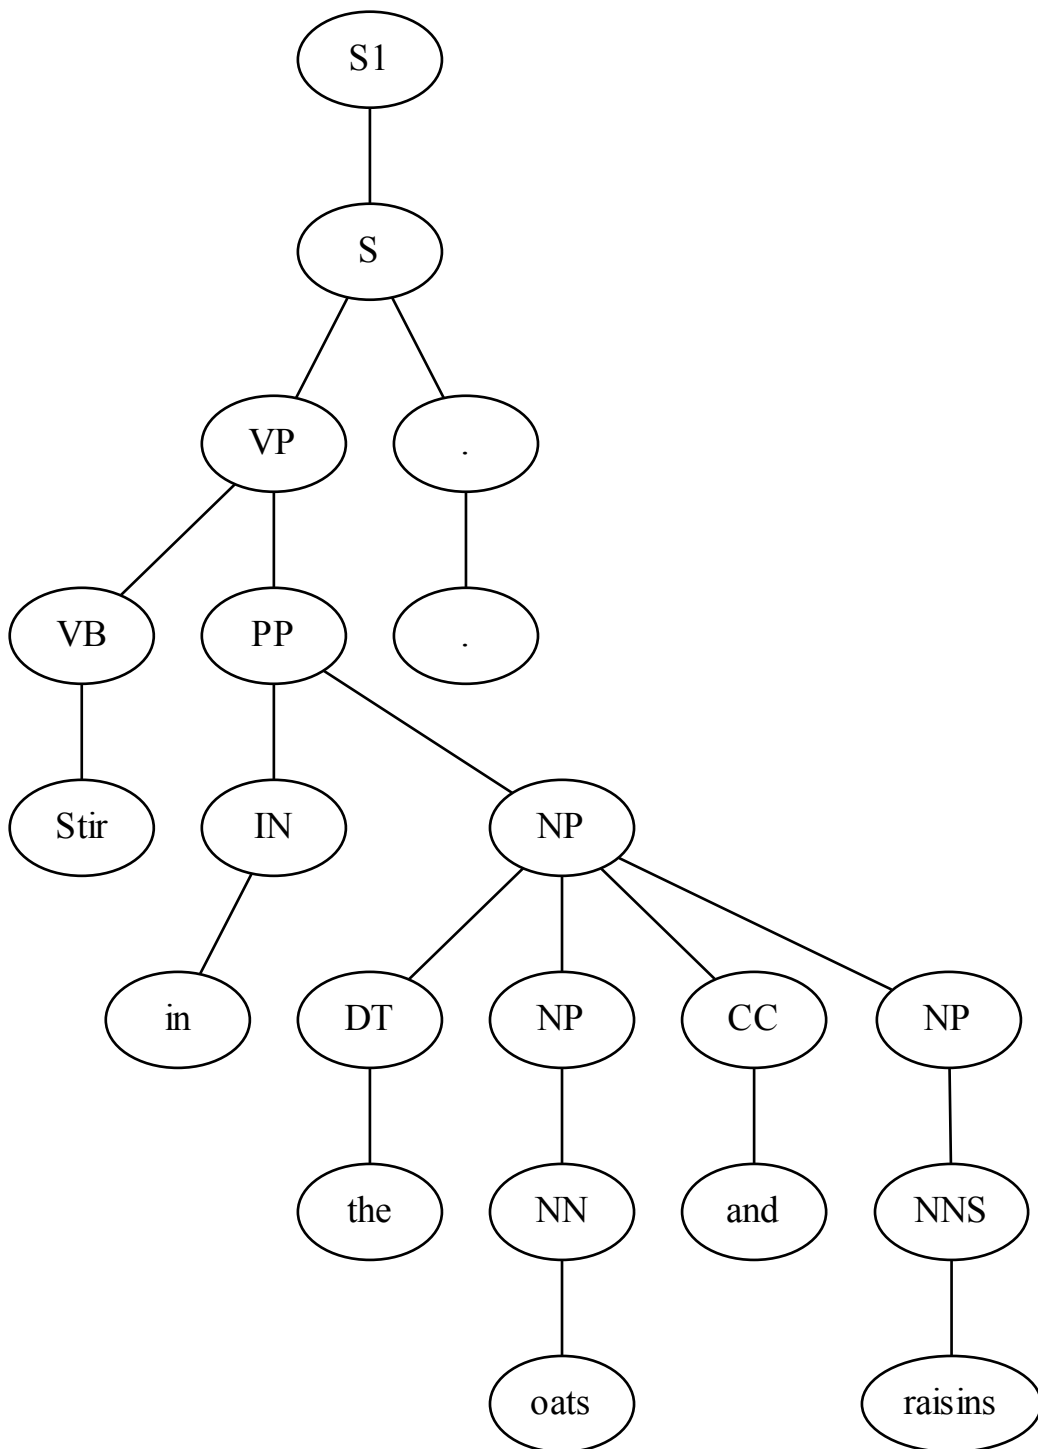 S1
S
VP .
VB PP .
Stir IN NP
in DT NP CC NP
the NN and NNS
oats raisins